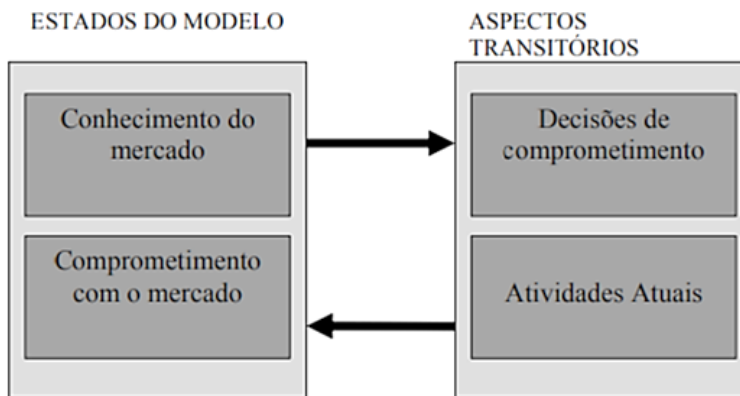 ESTADOS DO MODELO
ASPECTOS
TRANSITÓRIOS
Conhecimento do
mercado
Decisões de
comprometimento
Comprometimento
com o mercado
Atividades Atuais